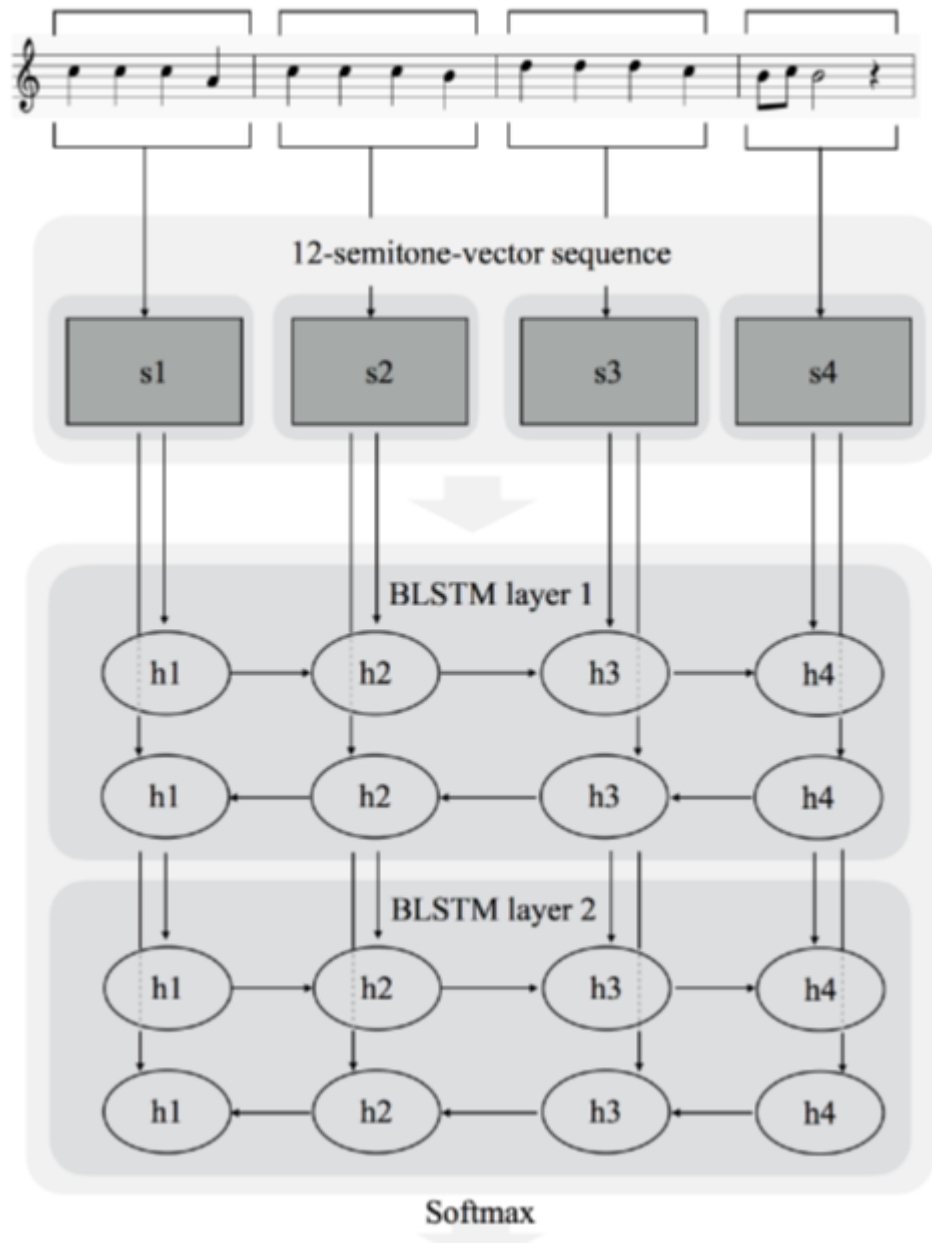 12-semitone-vector sequence
s1 s2 s3 s4
BLSTM layer 1
h1 h2 h3 h4
h1 h2 h3 h4
BLSTM layer 2
h1 h2 h3 h4
h1 h2 h3 h4
Softmax